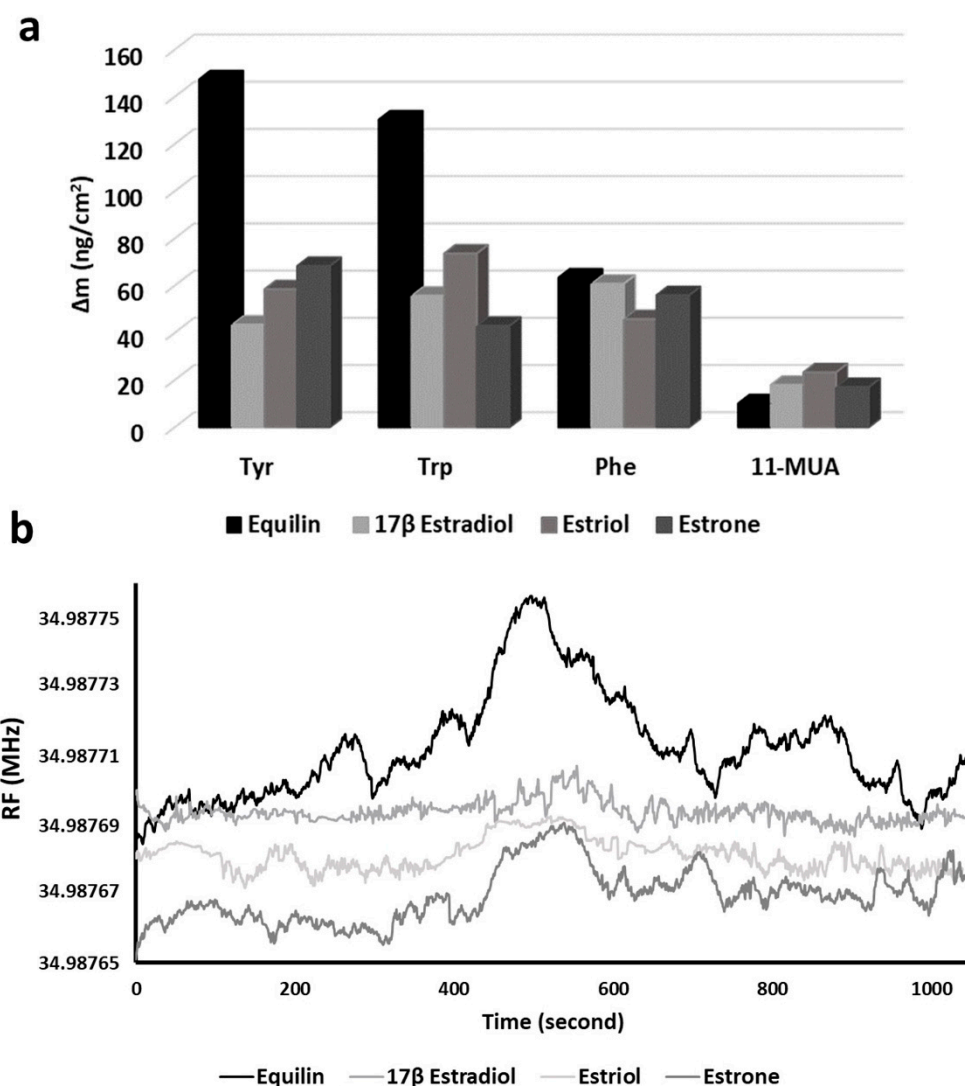 a
160
140
120
100
80
60
40
20
0
Δm (ng/cm²)
Tyr Trp Phe 11-MUA
Equilin 17β Estradiol Estriol Estrone
b
34.98775
34.98773
34.98771
34.98769
34.98767
34.98765
RF (MHz)
0 200 400 600 800 1000
Time (second)
Equilin 17β Estradiol Estriol Estrone